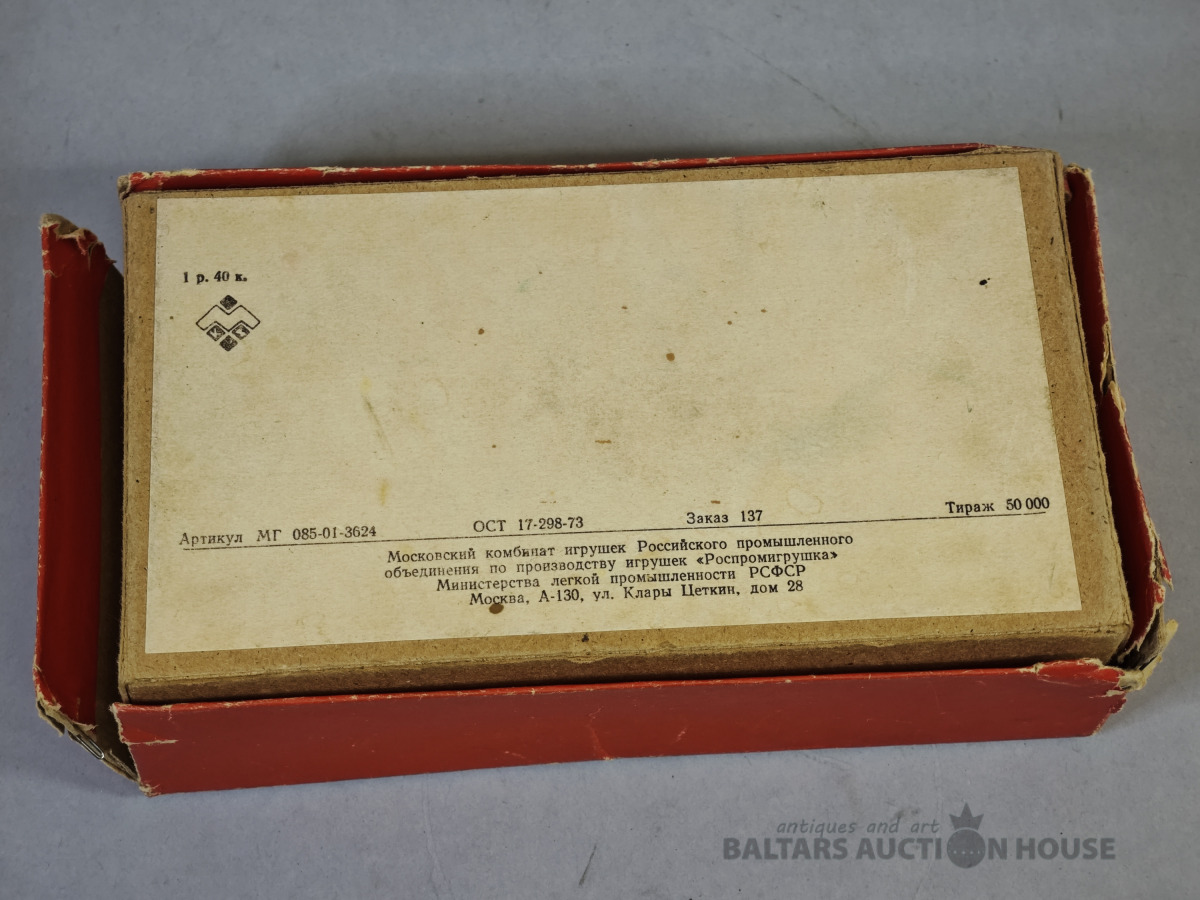 1 р. 40 к.
Артикул МГ 085-01-3624 ОСТ 17-298-73 Заказ 137 Тираж 50 000
Московский комбинат игрушек Российского промышленного
объединения по производству игрушек «Роспромигрушка»
Министерства легкой промышленности РСФСР
Москва, А-130, ул. Клары Цеткин, дом 28
antiques and art
BALTARS AUCTION HOUSE